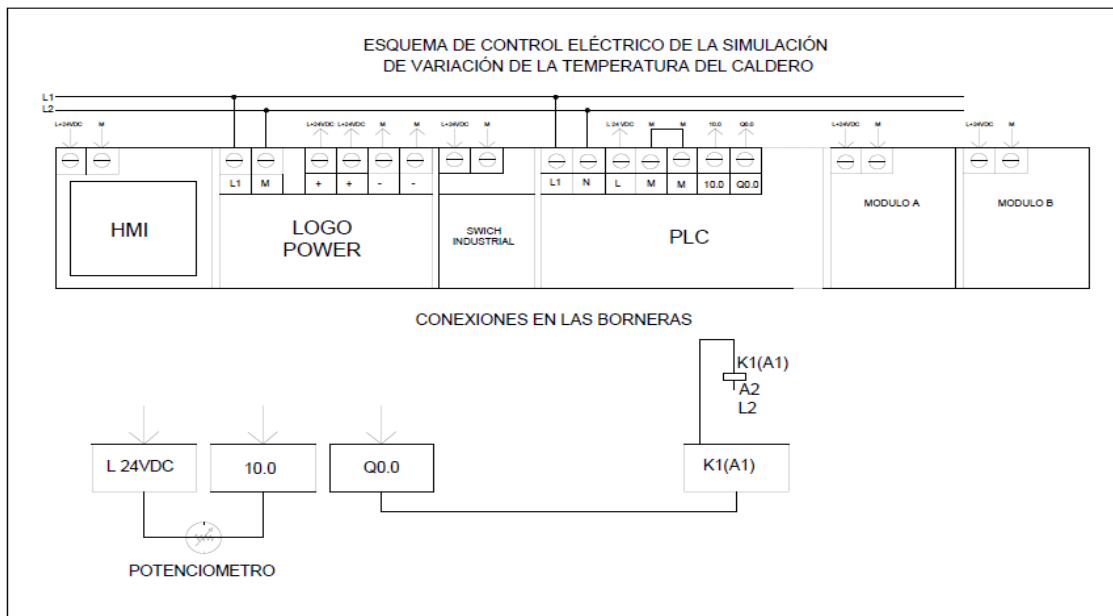 ESQUEMA DE CONTROL ELÉCTRICO DE LA SIMULACIÓN
DE VARIACIÓN DE LA TEMPERATURA DEL CALDERO
L1
L2
L+24VDC M L+24VDC L+24VDC M M L+24VDC M L 24 VDC M M 10.0 Q0.0 L+24VDC M L+24VDC M
L1 M + + - - L1 N L M M 10.0 Q0.0
HMI
LOGO
POWER
SWICH
INDUSTRIAL
PLC
MODULO A
MODULO B
CONEXIONES EN LAS BORNERAS
K1(A1)
A2
L2
L 24VDC 10.0 Q0.0 K1(A1)
POTENCIOMETRO